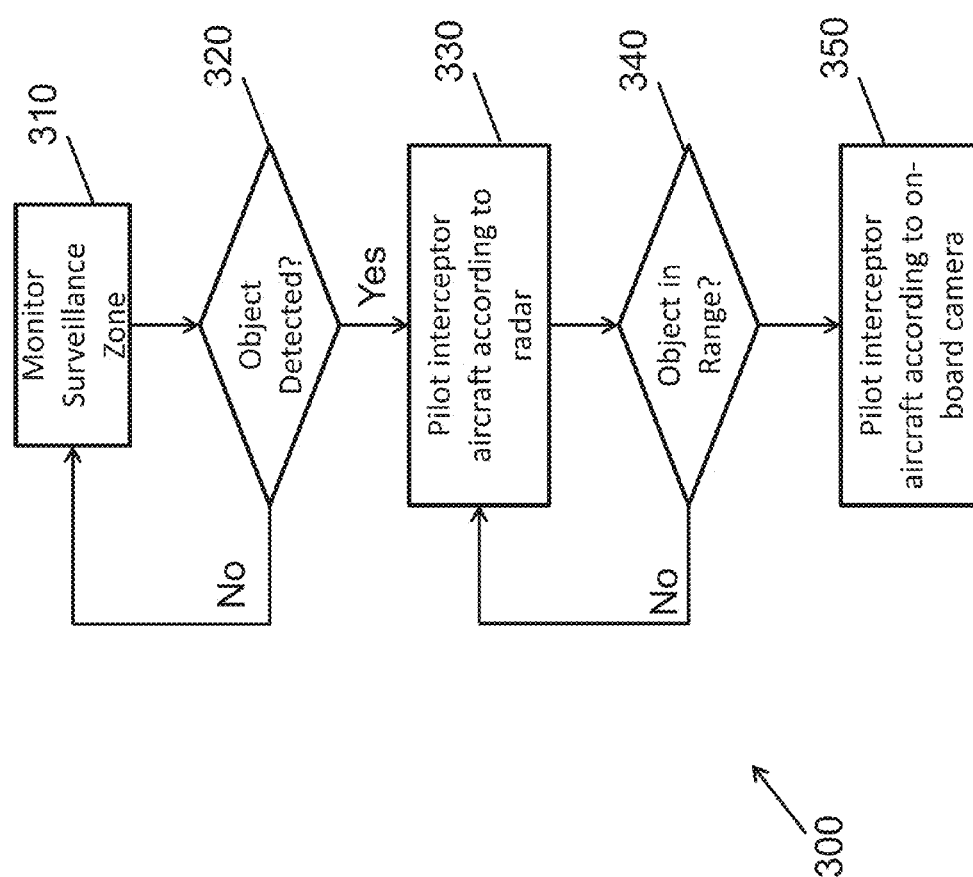 Monitor
Surveillance
Zone
310
Object
Detected?
320
No
Yes
Pilot interceptor
aircraft according to
radar
330
Object in
Range?
340
No
Pilot interceptor
aircraft according to on-
board camera
350
300